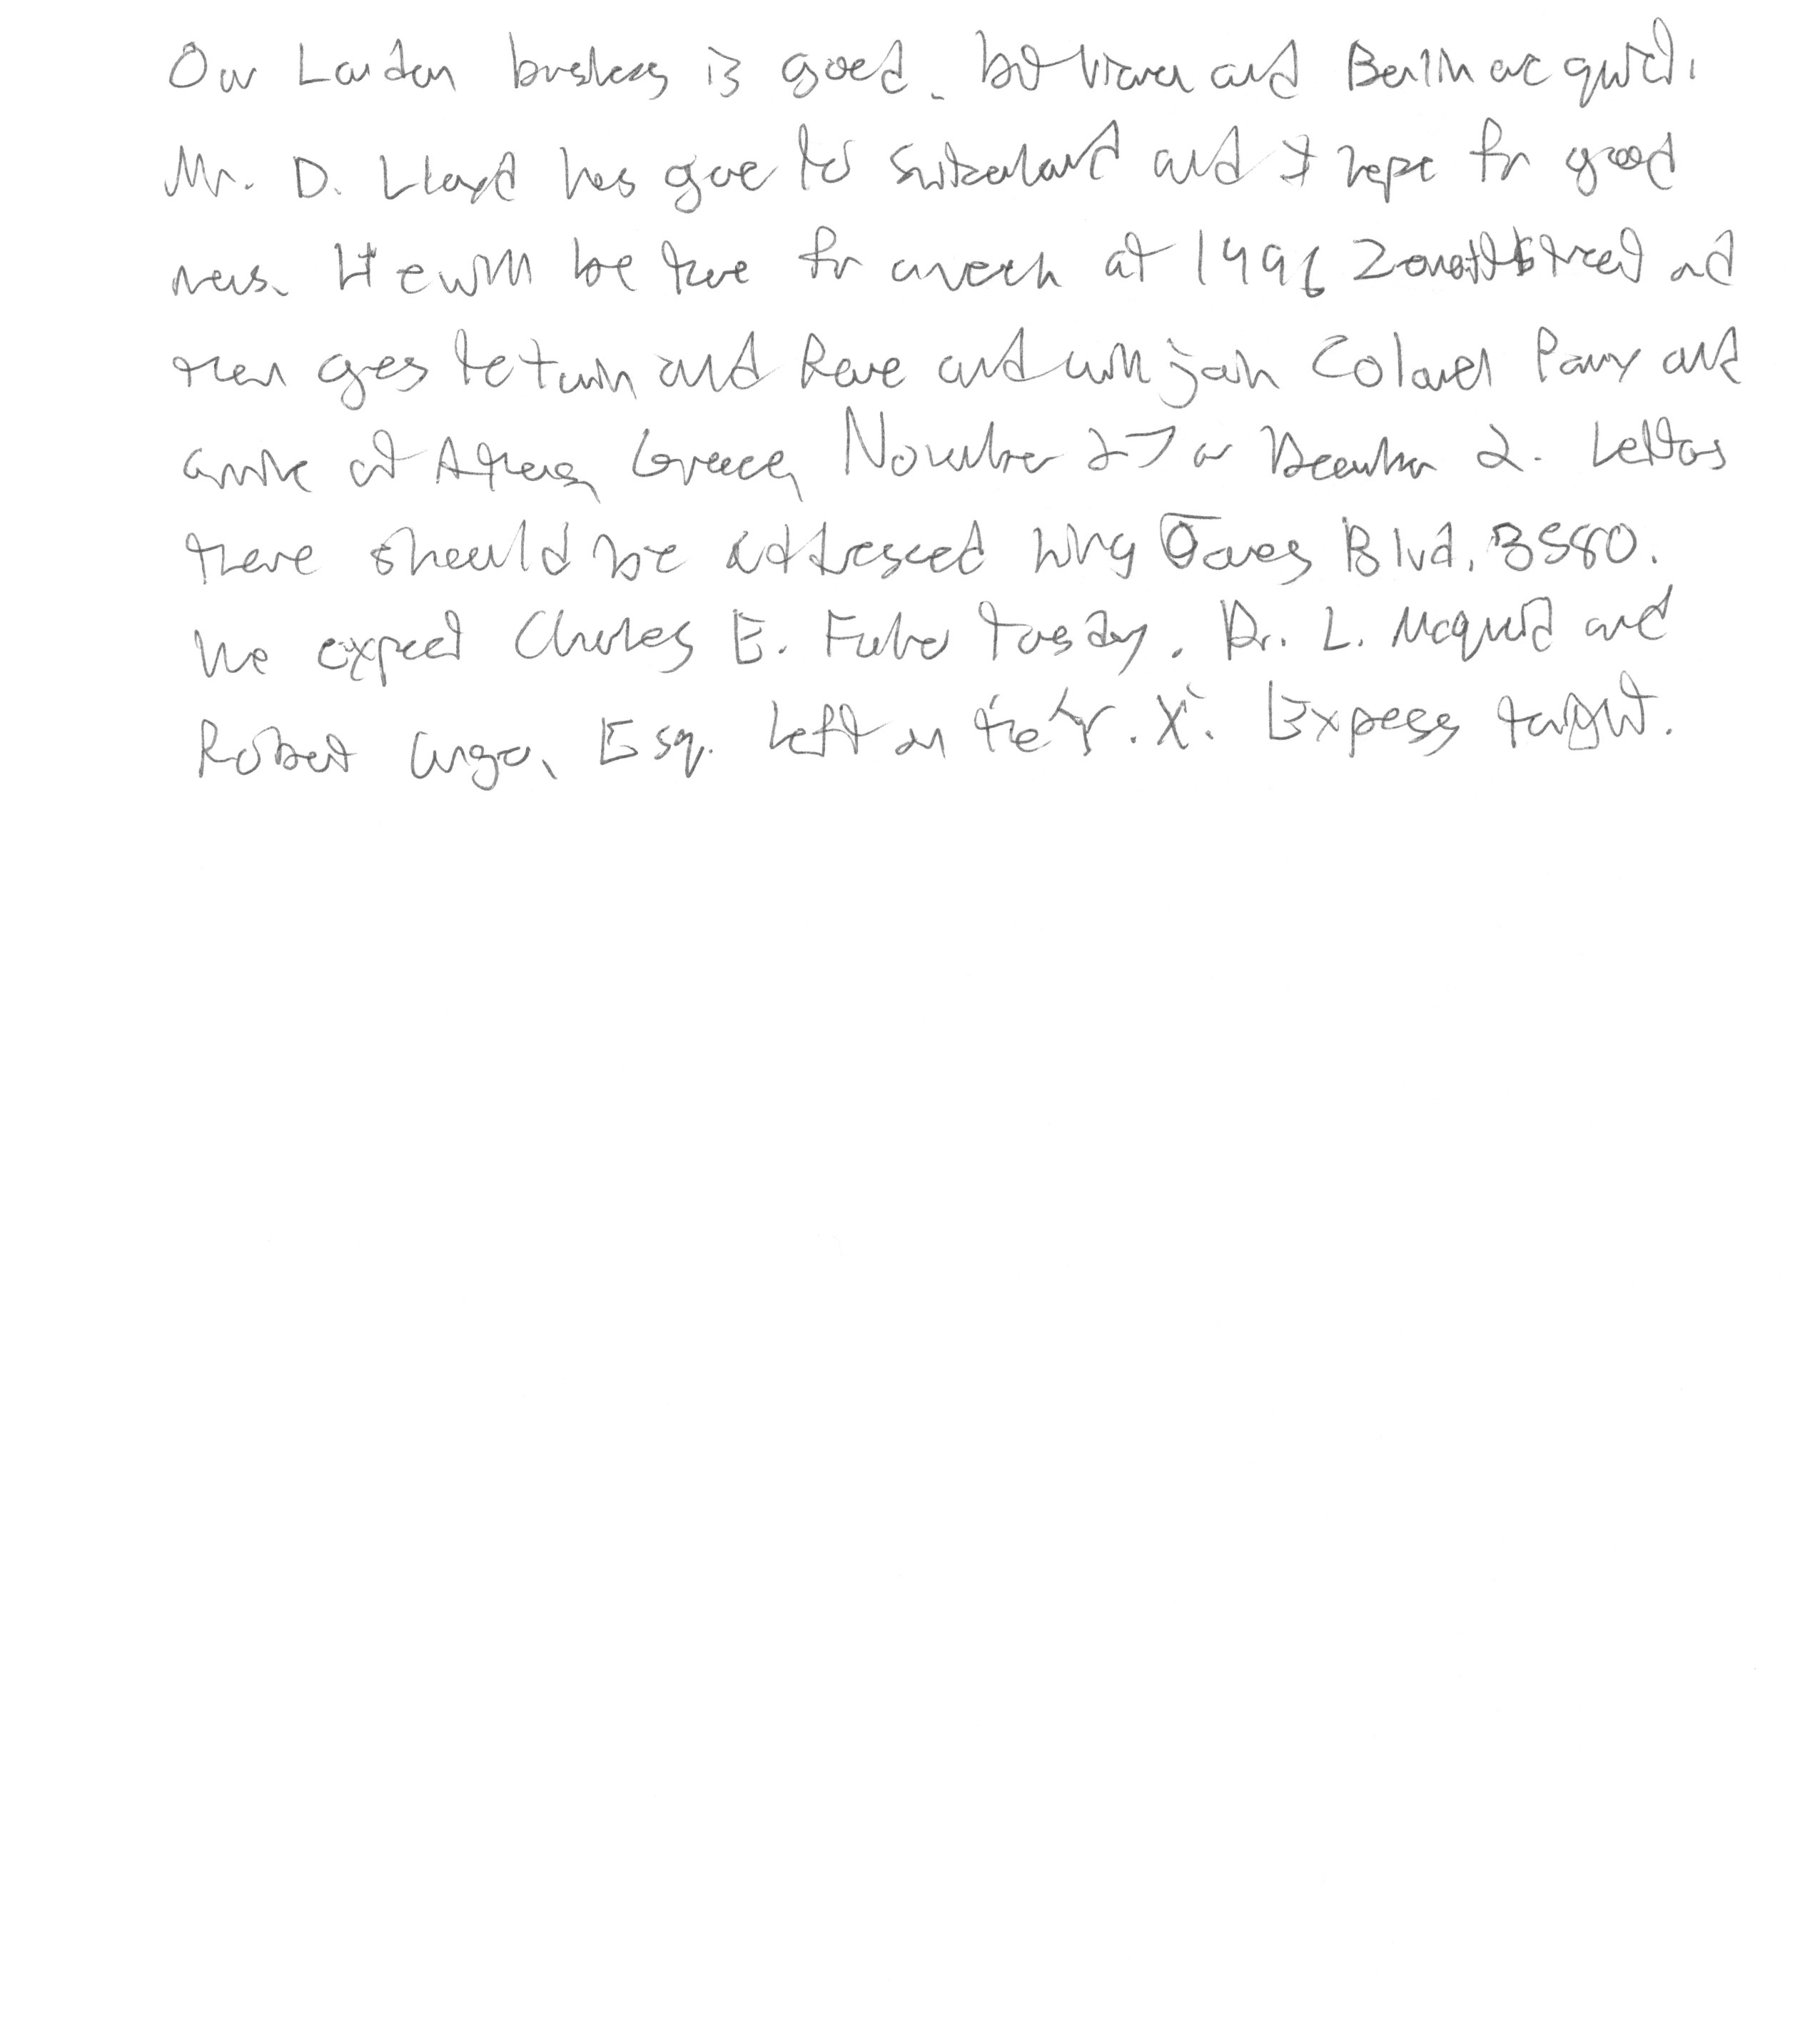 Our London business is good, but Vienna and Berlin are quiet.
Mr. D. Lloyd has gone to Switzerland and I hope for good
news. He will be there for a week at 1496 Zermott Street and
then goes to Turin and Rome and will join Colonel Parry and
arrive at Athens, Greece, November 27 or December 2. Letters
there should be addressed King James Blvd. 3580.
We expect Charles E. Fuller Tuesday. Dr. L. McQuaid and
Robert Unger, Esq. left on the Y. X. Express tonight.